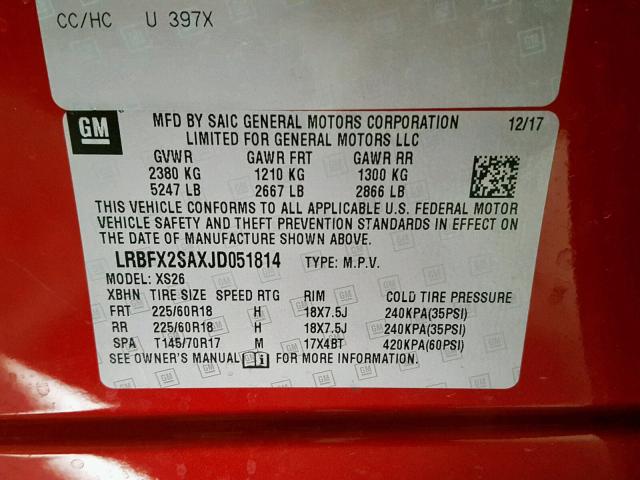 CC/HC U 397X
GM
MFD BY SAIC GENERAL MOTORS CORPORATION 12/17
LIMITED FOR GENERAL MOTORS LLC
GVWR GAWR FRT GAWR RR
2380 KG 1210 KG 1300 KG
5247 LB 2667 LB 2866 LB
THIS VEHICLE CONFORMS TO ALL APPLICABLE U.S. FEDERAL MOTOR
VEHICLE SAFETY AND THEFT PREVENTION STANDARDS IN EFFECT ON
THE DATE OF MANUFACTURE SHOWN ABOVE.
LRBFX2SAXJD051814 TYPE: M.P.V.
MODEL: XS26
XBHN TIRE SIZE SPEED RTG RIM COLD TIRE PRESSURE
FRT 225/60R18 H 18X7.5J 240KPA(35PSI)
RR 225/60R18 H 18X7.5J 240KPA(35PSI)
SPA T145/70R17 M 17X4BT 420KPA(60PSI)
SEE OWNER'S MANUAL FOR MORE INFORMATION.